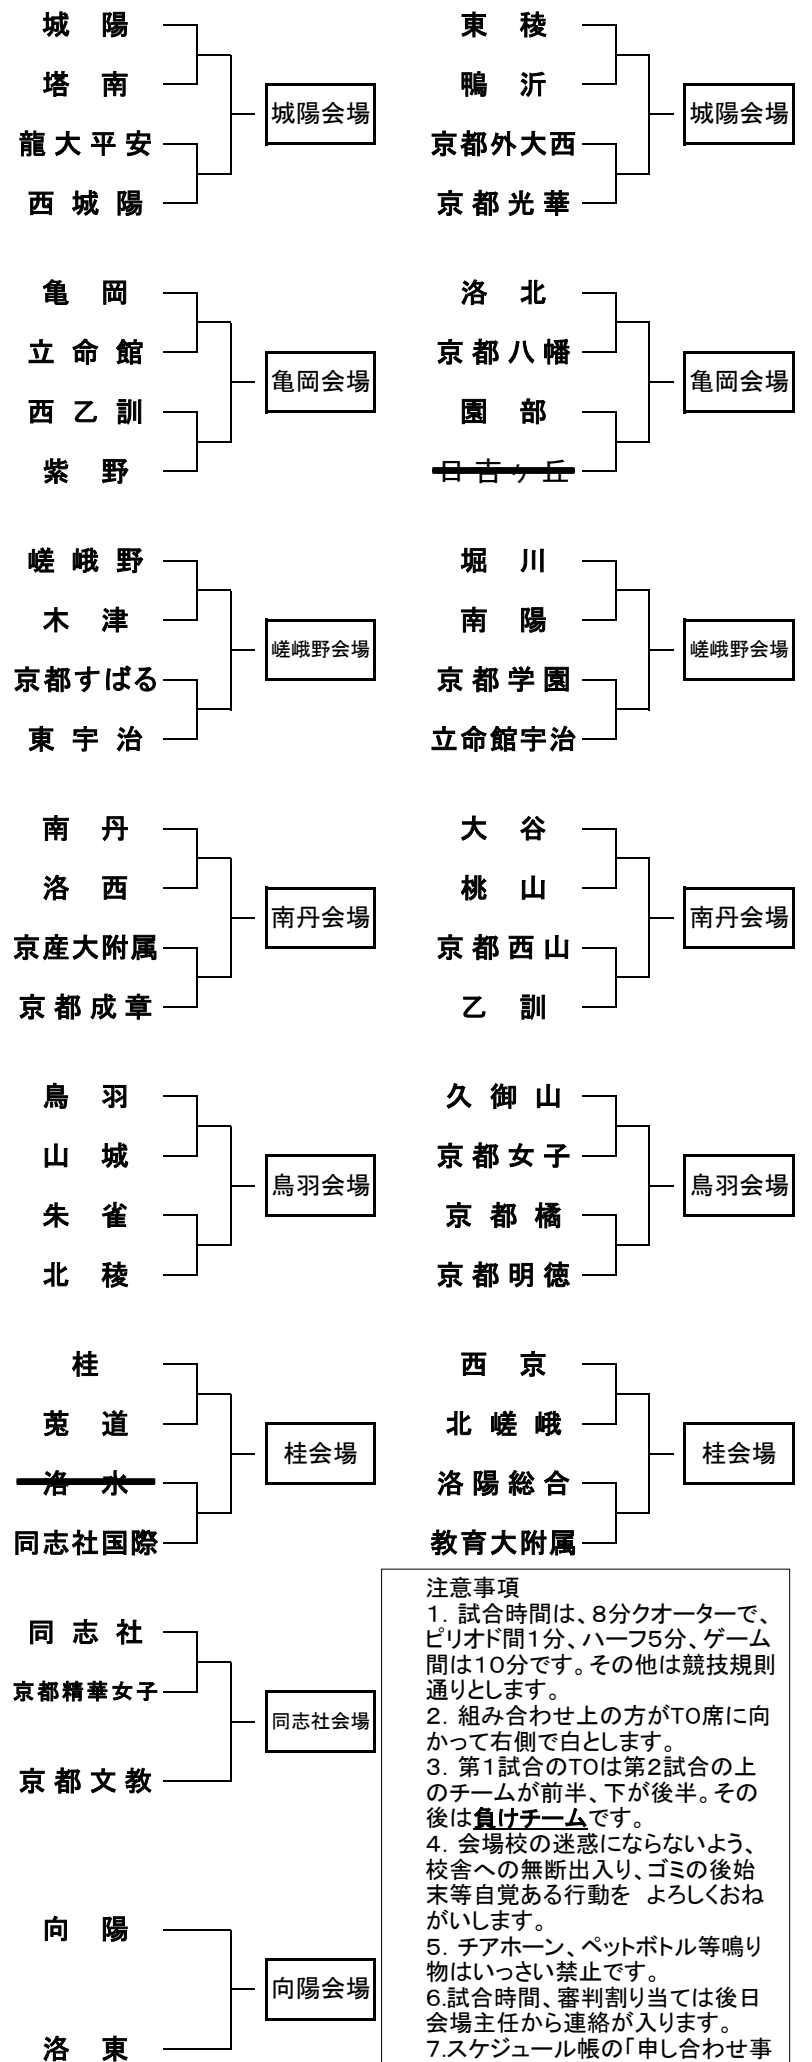 城陽
塔南
龍大平安
西城陽
城陽会場
東稜
鴨沂
京都外大西
京都光華
城陽会場
亀岡
立命館
西乙訓
紫野
亀岡会場
洛北
京都八幡
園部
日吉ヶ丘
亀岡会場
嵯峨野
木津
京都すばる
東宇治
嵯峨野会場
堀川
南陽
京都学園
立命館宇治
嵯峨野会場
南丹
洛西
京産大附属
京都成章
南丹会場
大谷
桃山
京都西山
乙訓
南丹会場
鳥羽
山城
朱雀
北稜
鳥羽会場
久御山
京都女子
京都橘
京都明徳
鳥羽会場
桂
莵道
洛水
同志社国際
桂会場
西京
北嵯峨
洛陽総合
教育大附属
桂会場
同志社
京都精華女子
京都文教
同志社会場
向陽
洛東
向陽会場
注意事項
1．試合時間は、8分クオーターで、
ピリオド間1分、ハーフ5分、ゲーム
間は10分です。その他は競技規則
通りとします。
2．組み合わせ上の方がTO席に向
かって右側で白とします。
3．第1試合のTOは第2試合の上
のチームが前半、下が後半。その
後は負けチームです。
4．会場校の迷惑にならないよう、
校舎への無断出入り、ゴミの後始
末等自覚ある行動を よろしくおね
がいします。
5．チアホーン、ペットボトル等鳴り
物はいっさい禁止です。
6.試合時間、審判割り当ては後日
会場主任から連絡が入ります。
7.スケジュール帳の「申し合わせ事